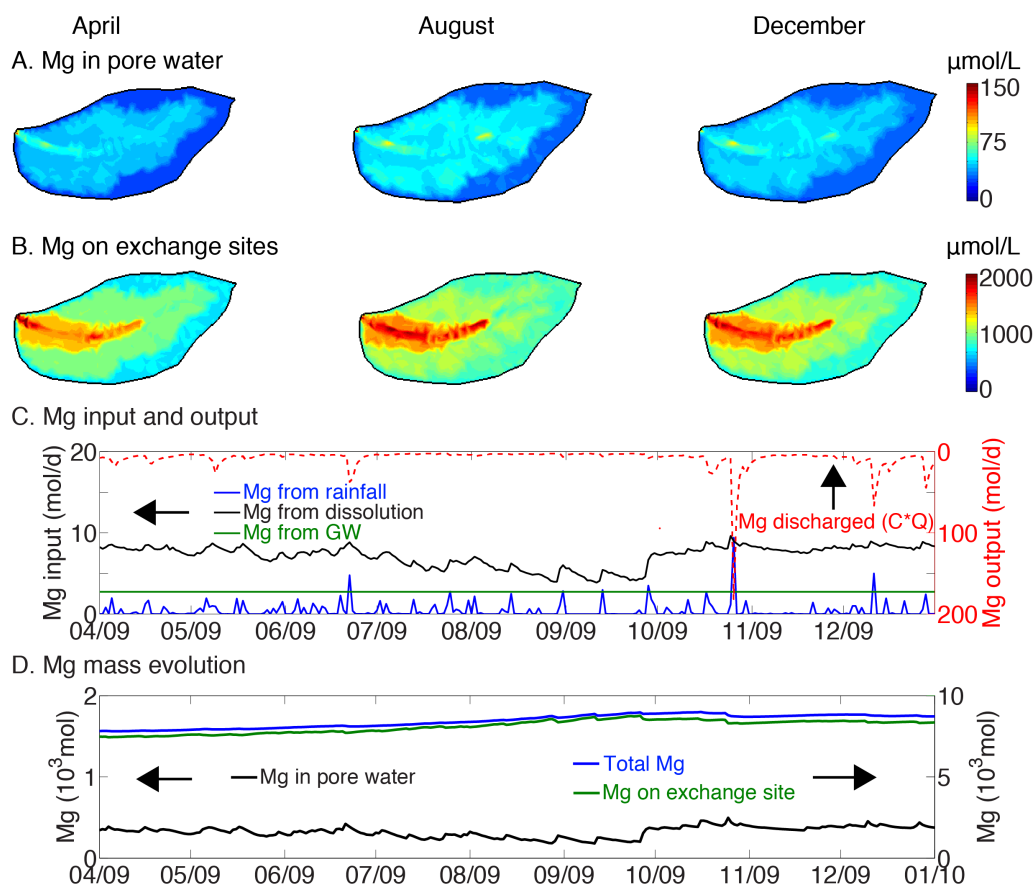 April August December
A. Mg in pore water
µmol/L
150
75
0
B. Mg on exchange sites
µmol/L
2000
1000
0
C. Mg input and output
Mg input (mol/d)
20
10
0
Mg from rainfall
Mg from dissolution
Mg from GW
Mg discharged (C*Q)
0
100
200
Mg output (mol/d)
04/09 05/09 06/09 07/09 08/09 09/09 10/09 11/09 12/09
D. Mg mass evolution
Mg (10³mol)
2
1
0
Mg in pore water
Total Mg
Mg on exchange site
10
5
0
Mg (10³mol)
04/09 05/09 06/09 07/09 08/09 09/09 10/09 11/09 12/09 01/10